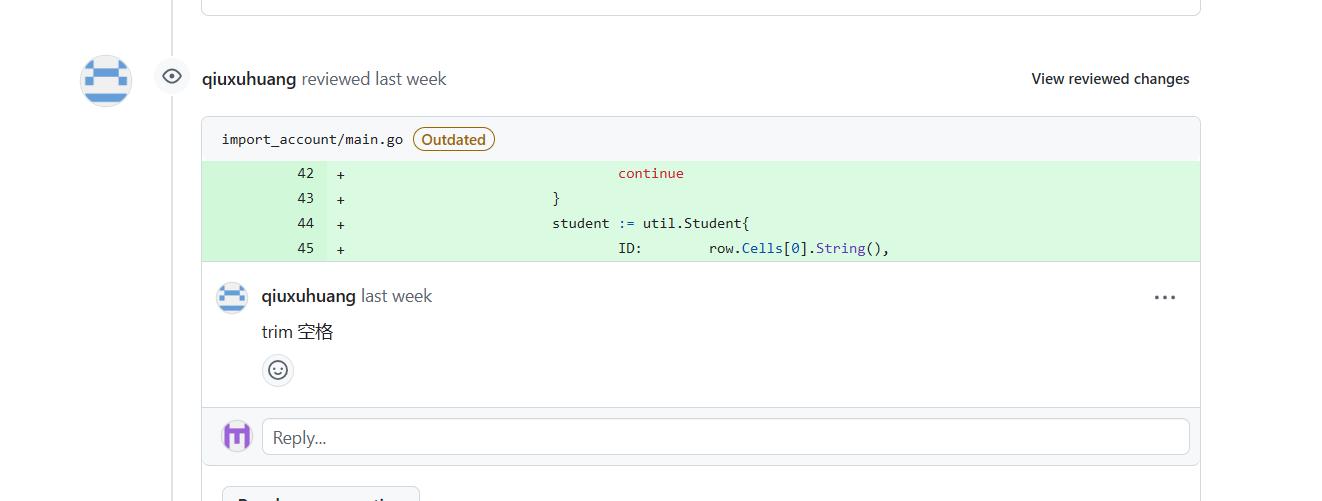 qiuxuhuang reviewed last week
View reviewed changes
import_account/main.go Outdated
42 + continue
43 + }
44 + student := util.Student{
45 + ID: row.Cells[0].String(),
qiuxuhuang last week
trim 空格
Reply...